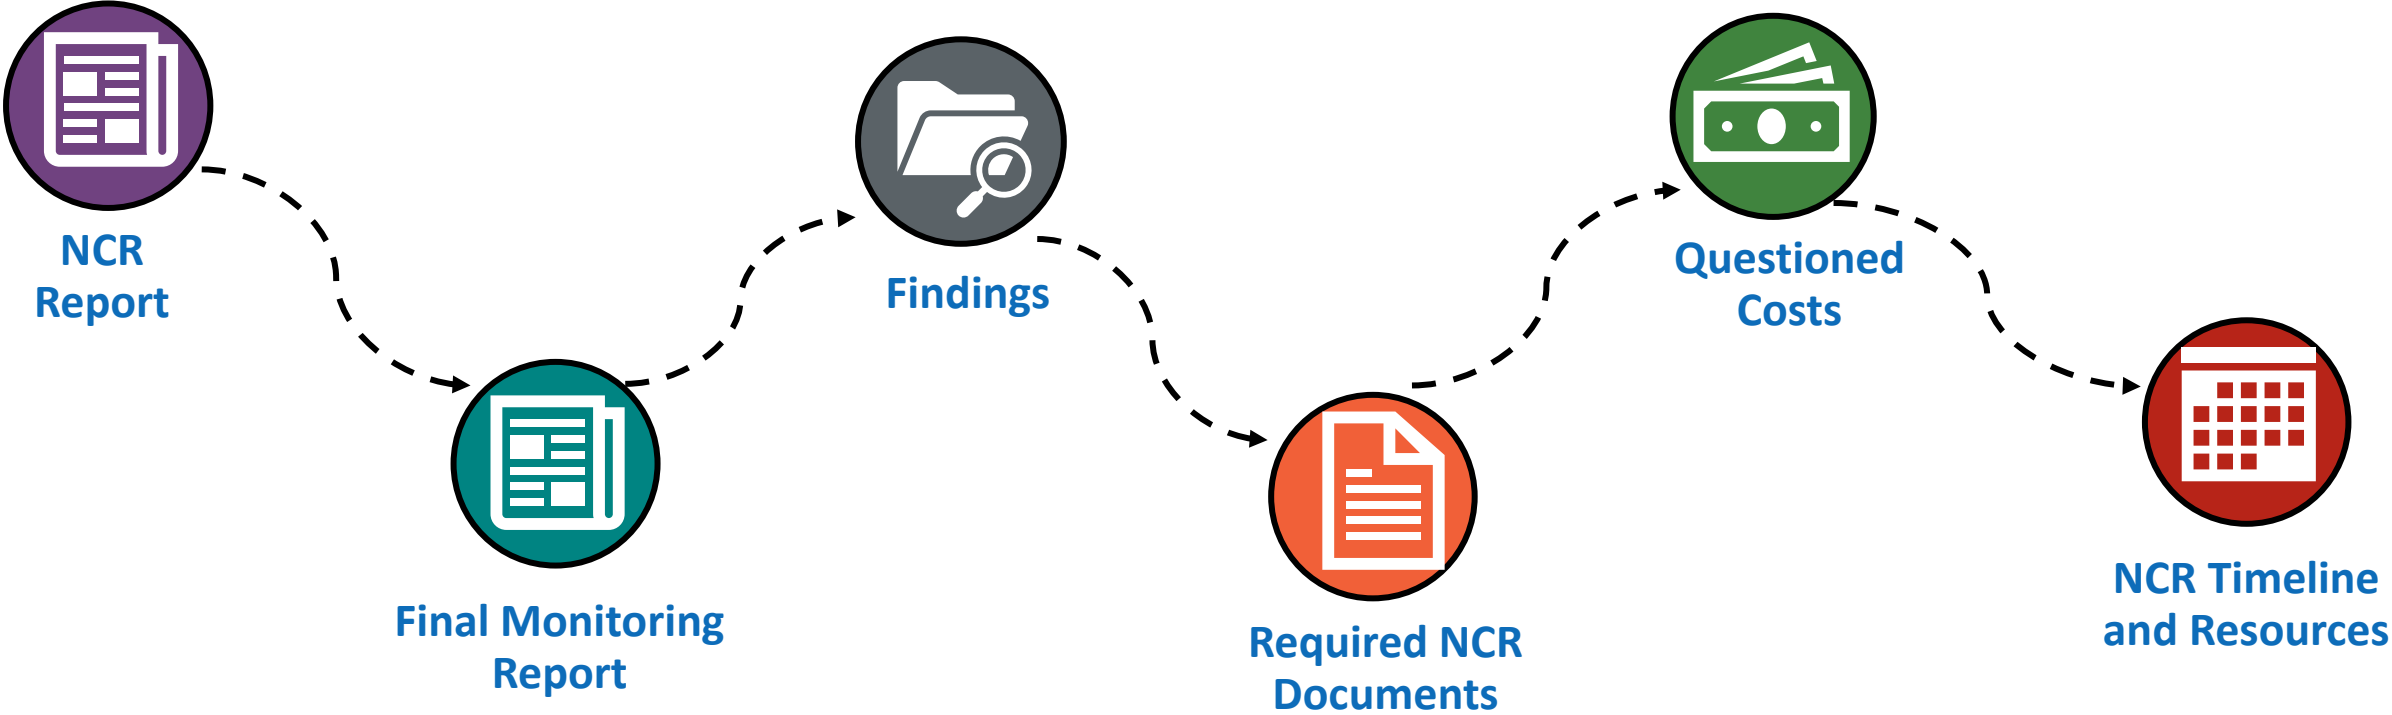 NCR
Report
Final Monitoring
Report
Findings
Required NCR
Documents
Questioned
Costs
NCR Timeline
and Resources